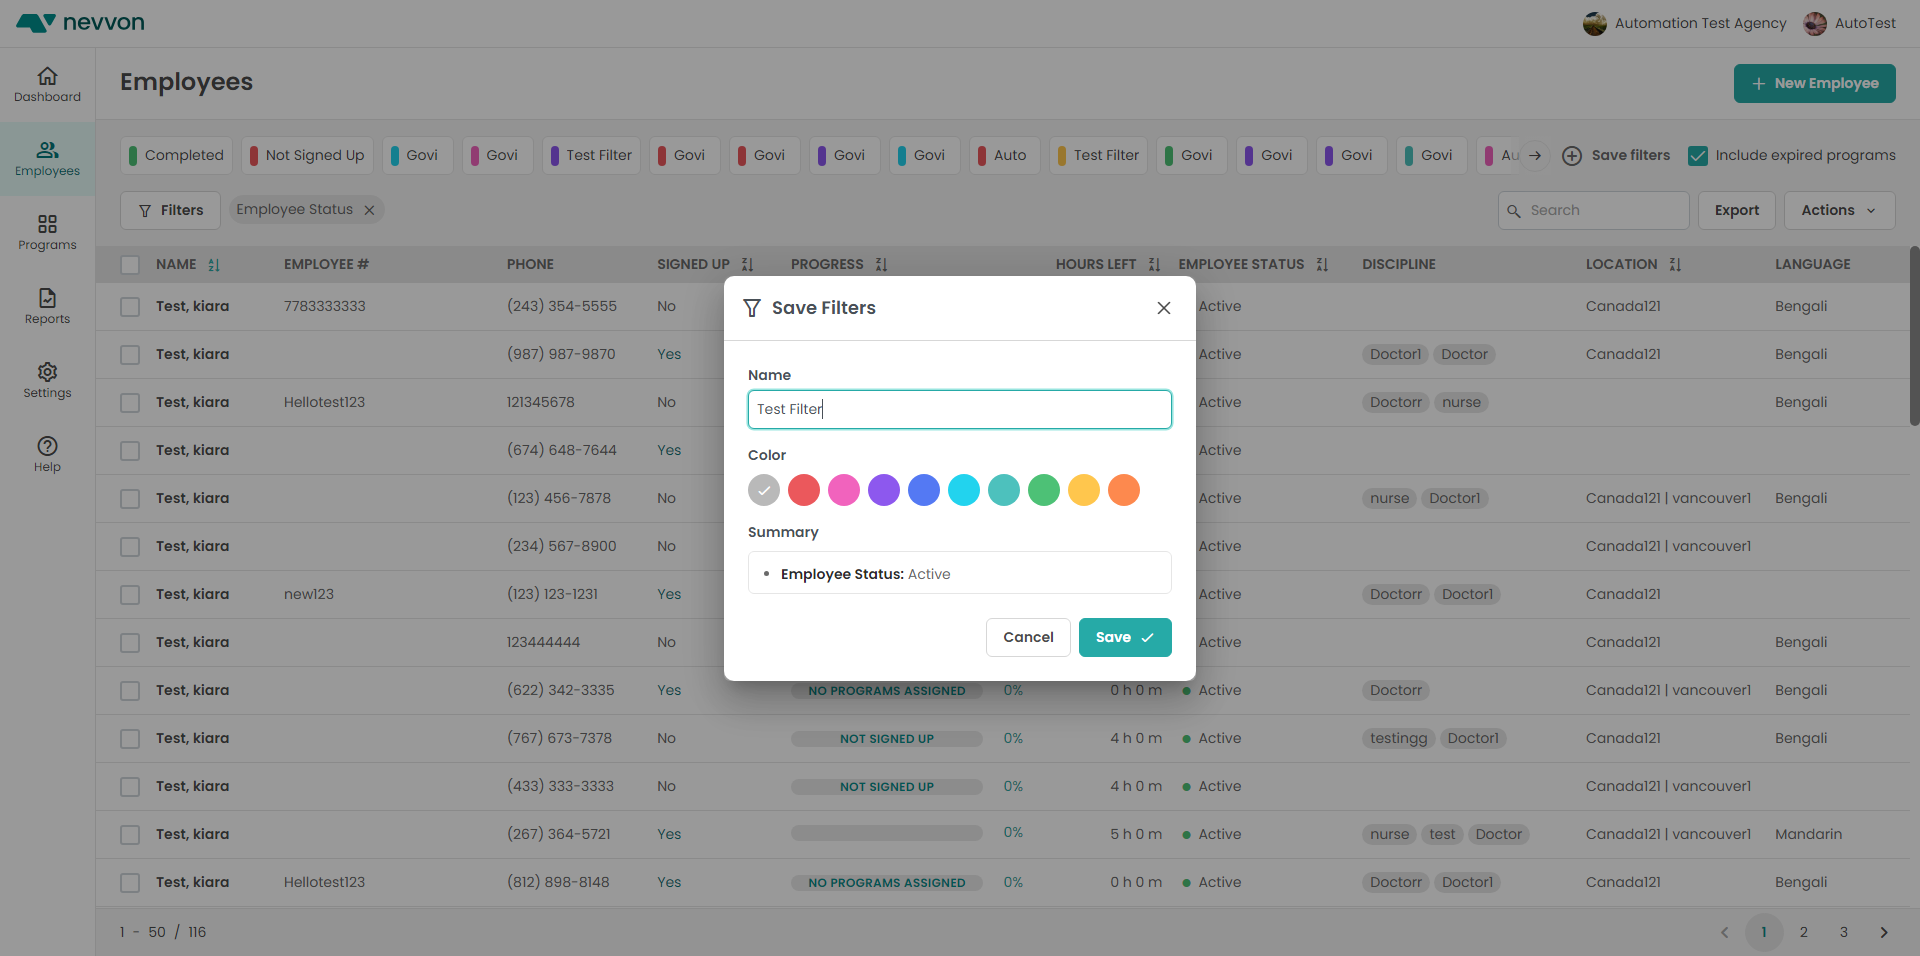 nevvon
Automation Test Agency AutoTest
Dashboard
Employees
Programs
Reports
Settings
Help
Employees
New Employee
Completed Not Signed Up Govi Govi Test Filter Govi Govi Govi Govi Auto Test Filter Govi Govi Govi Govi Au Save filters Include expired programs
Filters Employee Status Search Export Actions
NAME EMPLOYEE # PHONE SIGNED UP PROGRESS HOURS LEFT EMPLOYEE STATUS DISCIPLINE LOCATION LANGUAGE
Test, kiara 7783333333 (243) 354-5555 No Active Canada121 Bengali
Test, kiara (987) 987-9870 Yes Active Doctor1 Doctor Canada121 Bengali
Test, kiara Hellotest123 121345678 No Active Doctorr nurse Bengali
Test, kiara (674) 648-7644 Yes Active
Test, kiara (123) 456-7878 No Active nurse Doctor1 Canada121 | vancouver1 Bengali
Test, kiara (234) 567-8900 No Active Canada121 | vancouver1
Test, kiara new123 (123) 123-1231 Yes Active Doctorr Doctor1 Canada121
Test, kiara 123444444 No Active Canada121 Bengali
Test, kiara (622) 342-3335 Yes NO PROGRAMS ASSIGNED 0% 0 h 0 m Active Doctorr Canada121 | vancouver1 Bengali
Test, kiara (767) 673-7378 No NOT SIGNED UP 0% 4 h 0 m Active testingg Doctor1 Canada121 Bengali
Test, kiara (433) 333-3333 No NOT SIGNED UP 0% 4 h 0 m Active Canada121 | vancouver1
Test, kiara (267) 364-5721 Yes 0% 5 h 0 m Active nurse test Doctor Canada121 | vancouver1 Mandarin
Test, kiara Hellotest123 (812) 898-8148 Yes NO PROGRAMS ASSIGNED 0% 0 h 0 m Active Doctorr Doctor1 Canada121 Bengali
1 - 50 / 116 1 2 3
Save Filters
Name
Test Filter
Color
Summary
Employee Status: Active
Cancel Save